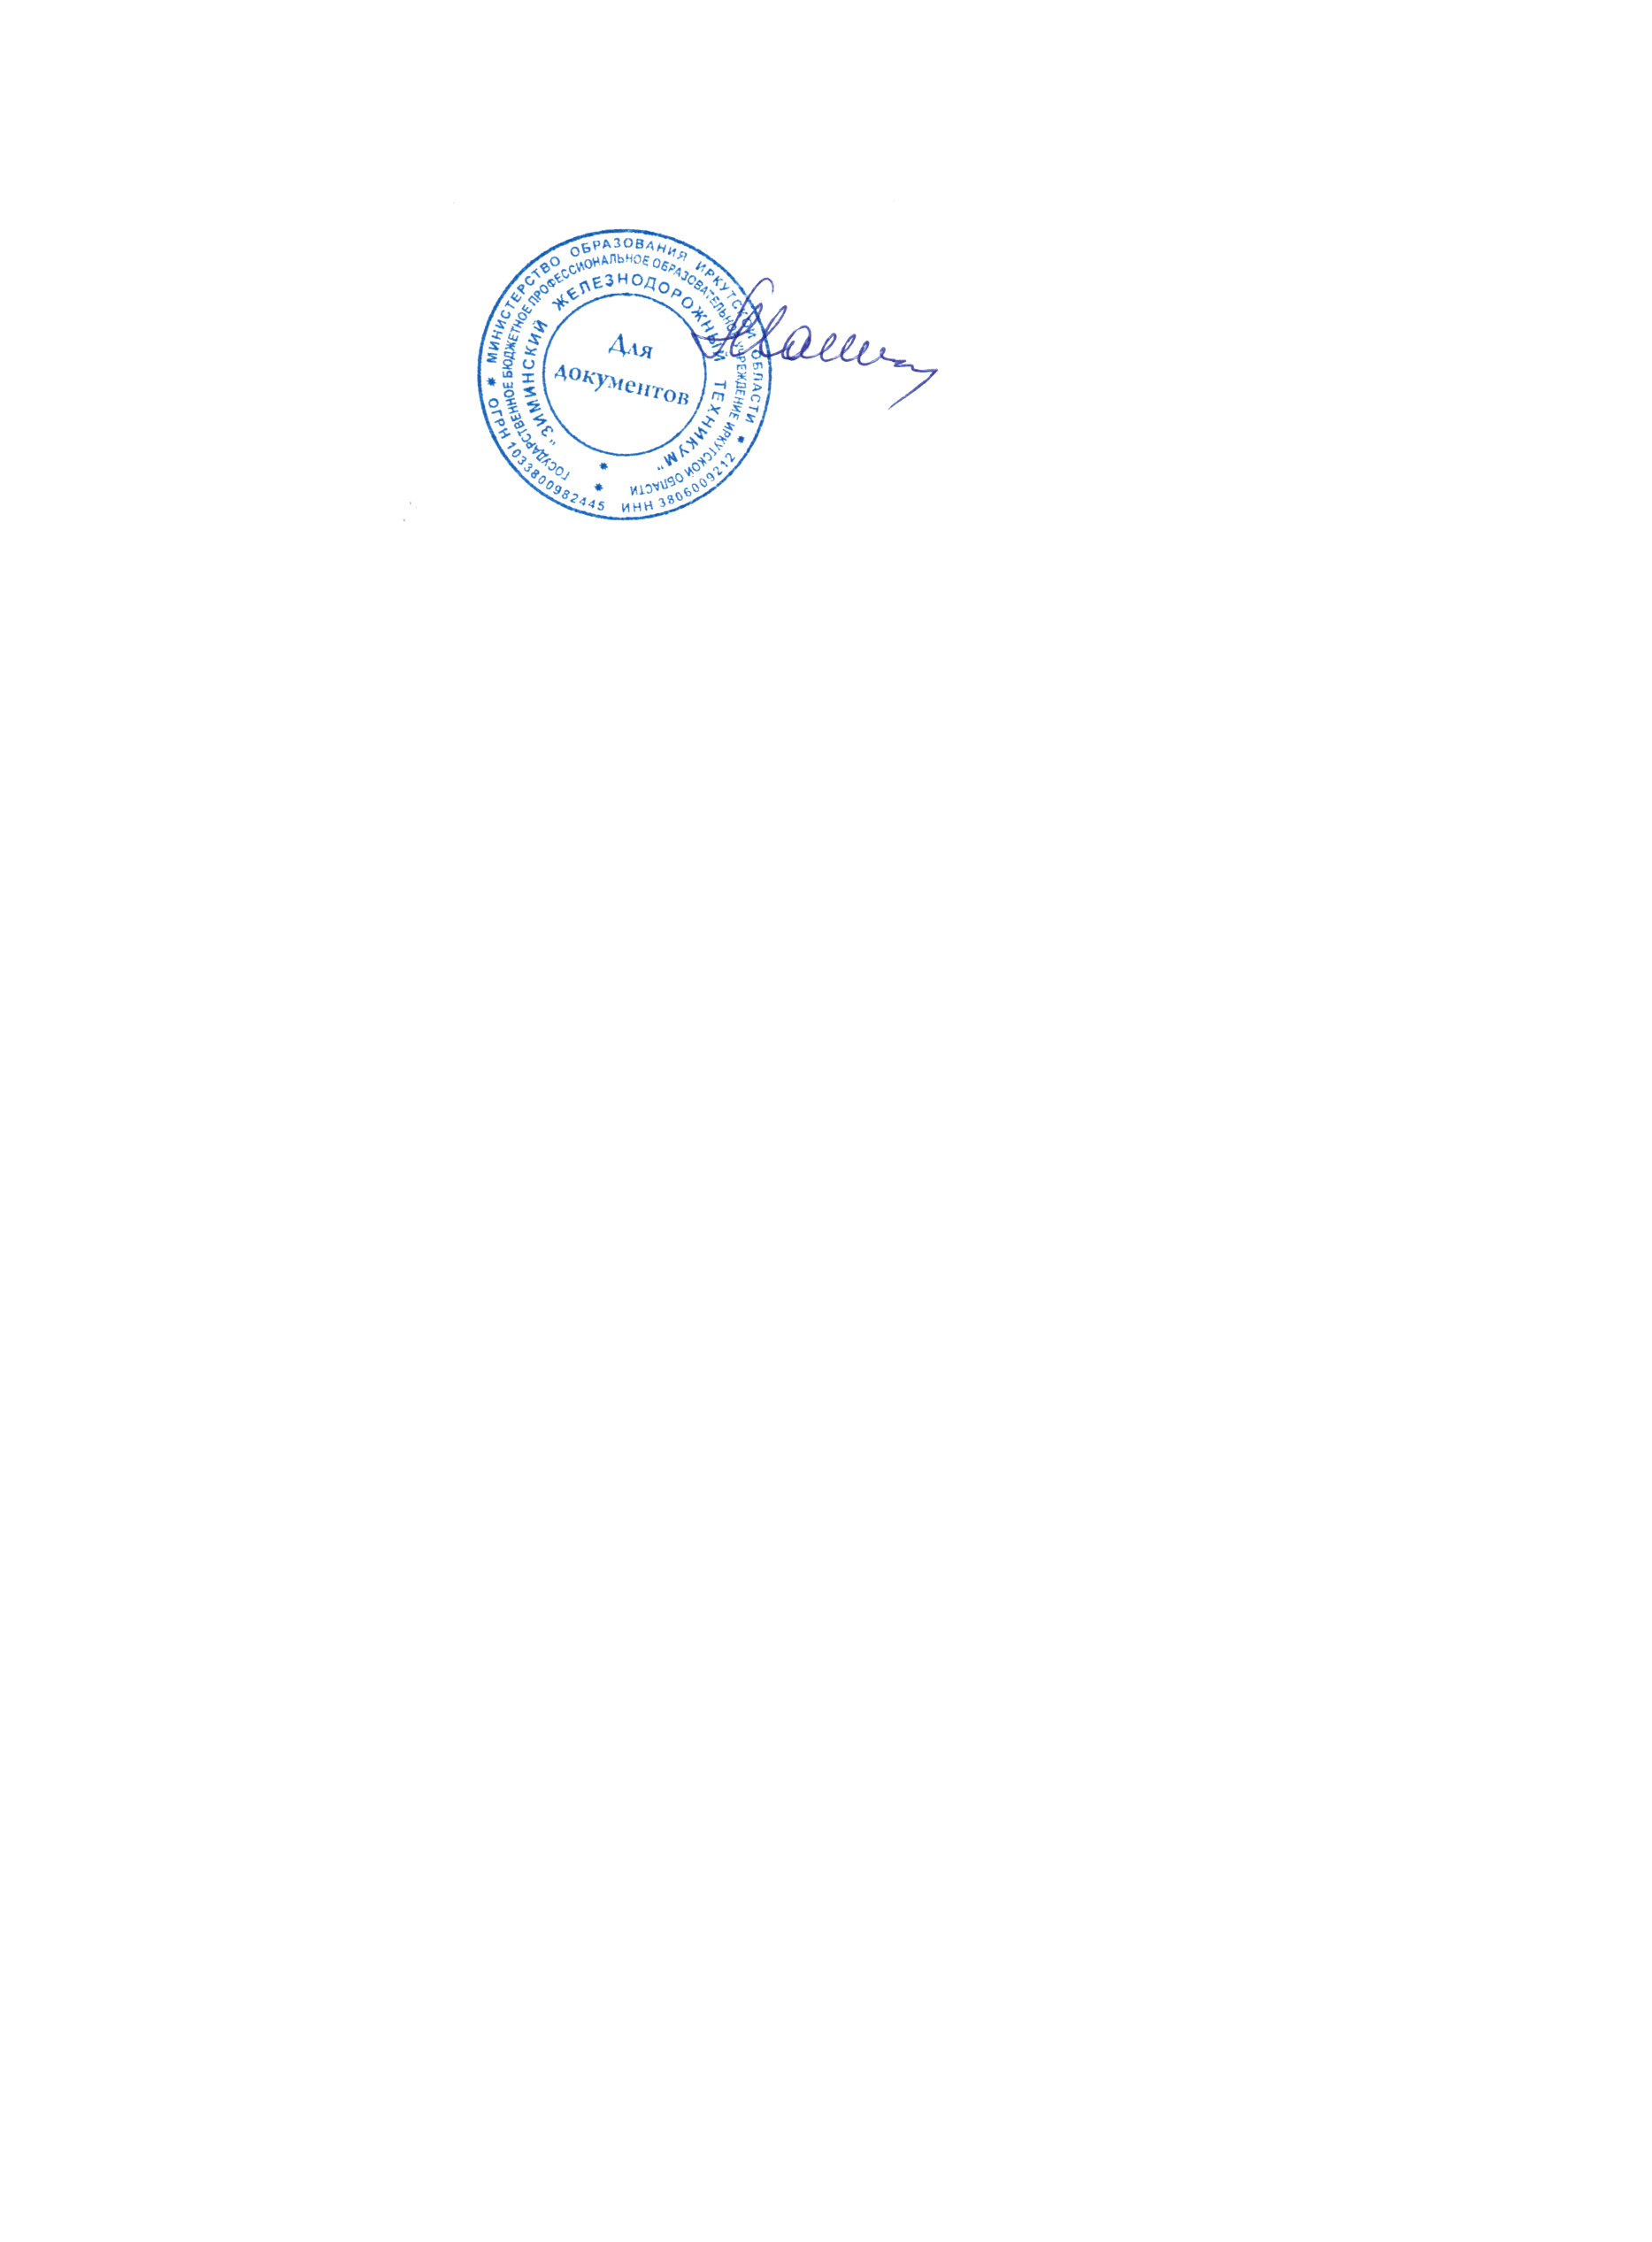 * МИНИСТЕРСТВО ОБРАЗОВАНИЯ ИРКУТСКОЙ ОБЛАСТИ *
ОГРН 1033800982445 ИНН 3806009212
ГОСУДАРСТВЕННОЕ БЮДЖЕТНОЕ ПРОФЕССИОНАЛЬНОЕ ОБРАЗОВАТЕЛЬНОЕ УЧРЕЖДЕНИЕ ИРКУТСКОЙ ОБЛАСТИ *
"ЗИМИНСКИЙ ЖЕЛЕЗНОДОРОЖНЫЙ ТЕХНИКУМ" *
Для
документов